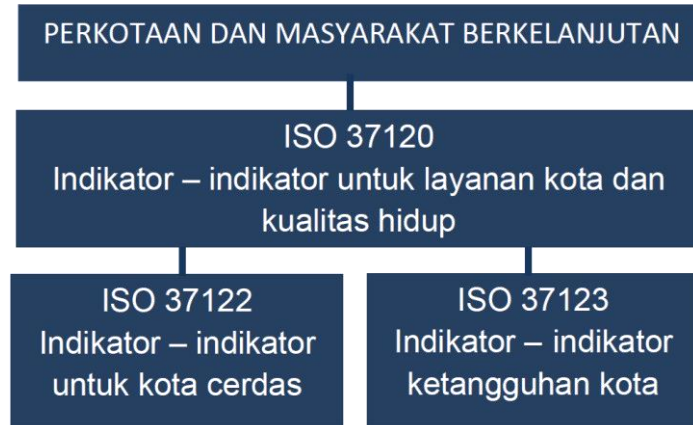 PERKOTAAN DAN MASYARAKAT BERKELANJUTAN
ISO 37120
Indikator – indikator untuk layanan kota dan
kualitas hidup
ISO 37122
Indikator – indikator
untuk kota cerdas
ISO 37123
Indikator – indikator
ketangguhan kota